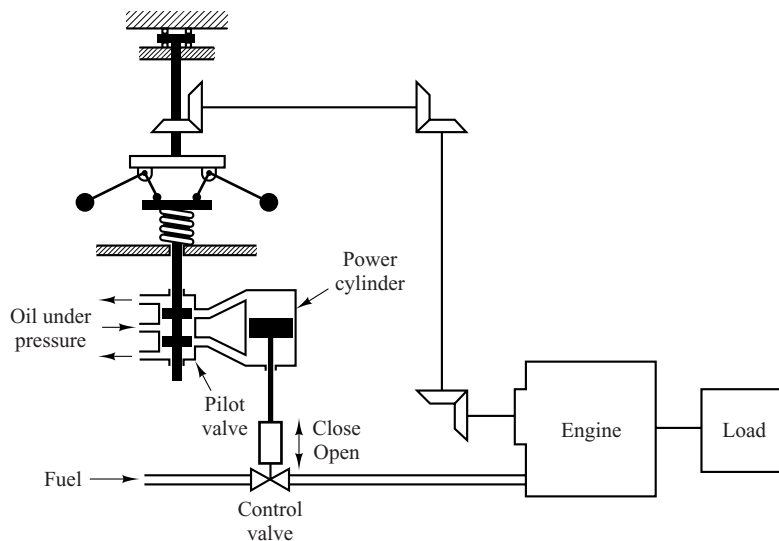 Power
cylinder
Oil under
pressure
Pilot
valve
Close
Open
Engine
Load
Fuel
Control
valve